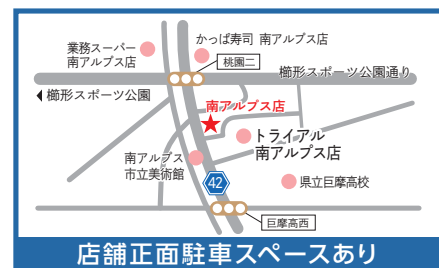 かっぱ寿司 南アルプス店
業務スーパー
南アルプス店
桃園二
櫛形スポーツ公園通り
櫛形スポーツ公園
南アルプス店
トライアル
南アルプス店
南アルプス
市立美術館
42
県立巨摩高校
巨摩高西
店舗正面駐車スペースあり